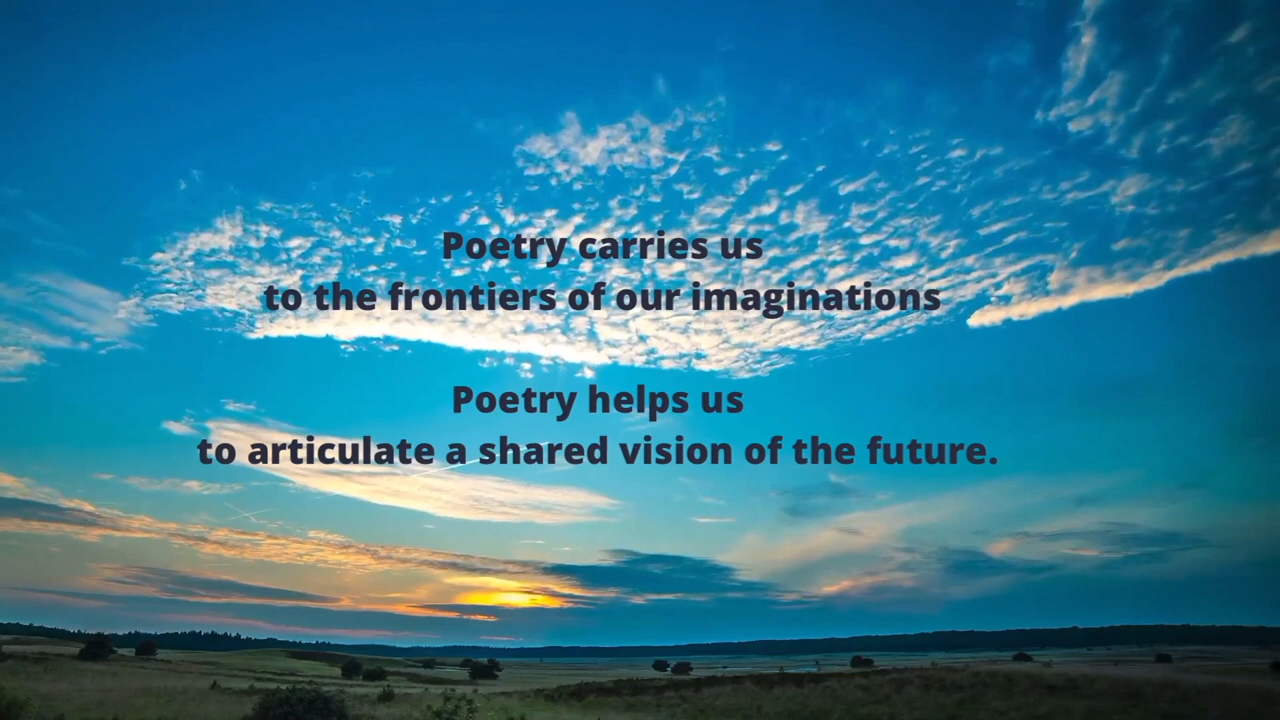 Poetry carries us
to the frontiers of our imaginations
Poetry helps us
to articulate a shared vision of the future.